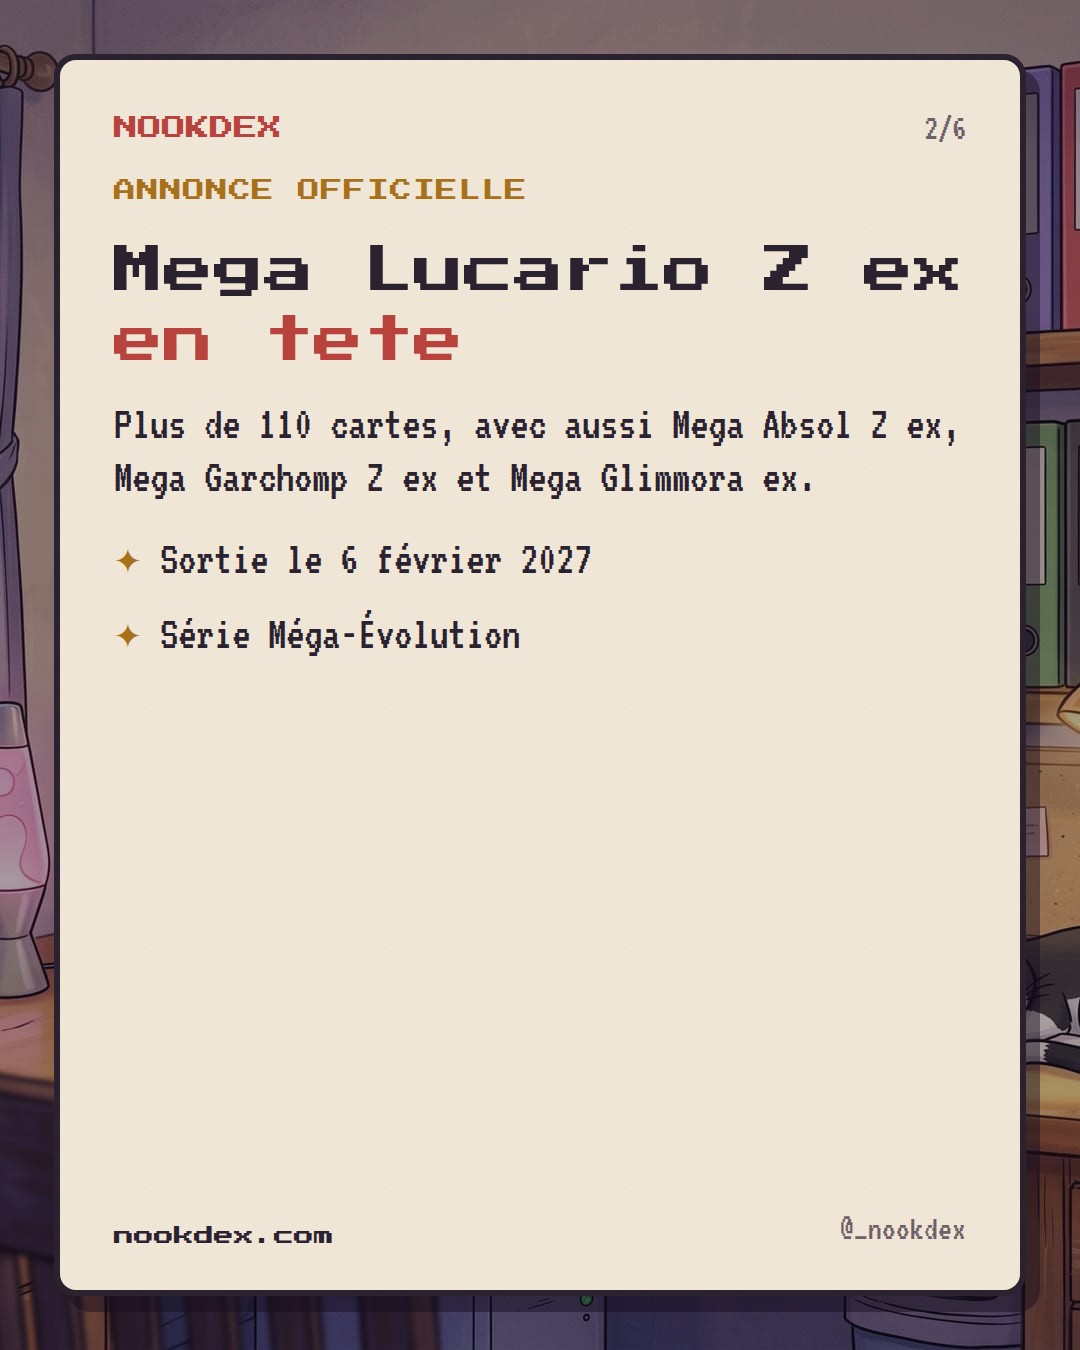 NOOKDEX
2/6
ANNONCE OFFICIELLE
Mega Lucario Z ex
en tete
Plus de 110 cartes, avec aussi Mega Absol Z ex,
Mega Garchomp Z ex et Mega Glimmora ex.
✦ Sortie le 6 février 2027
✦ Série Méga-Évolution
nookdex.com
@_nookdex